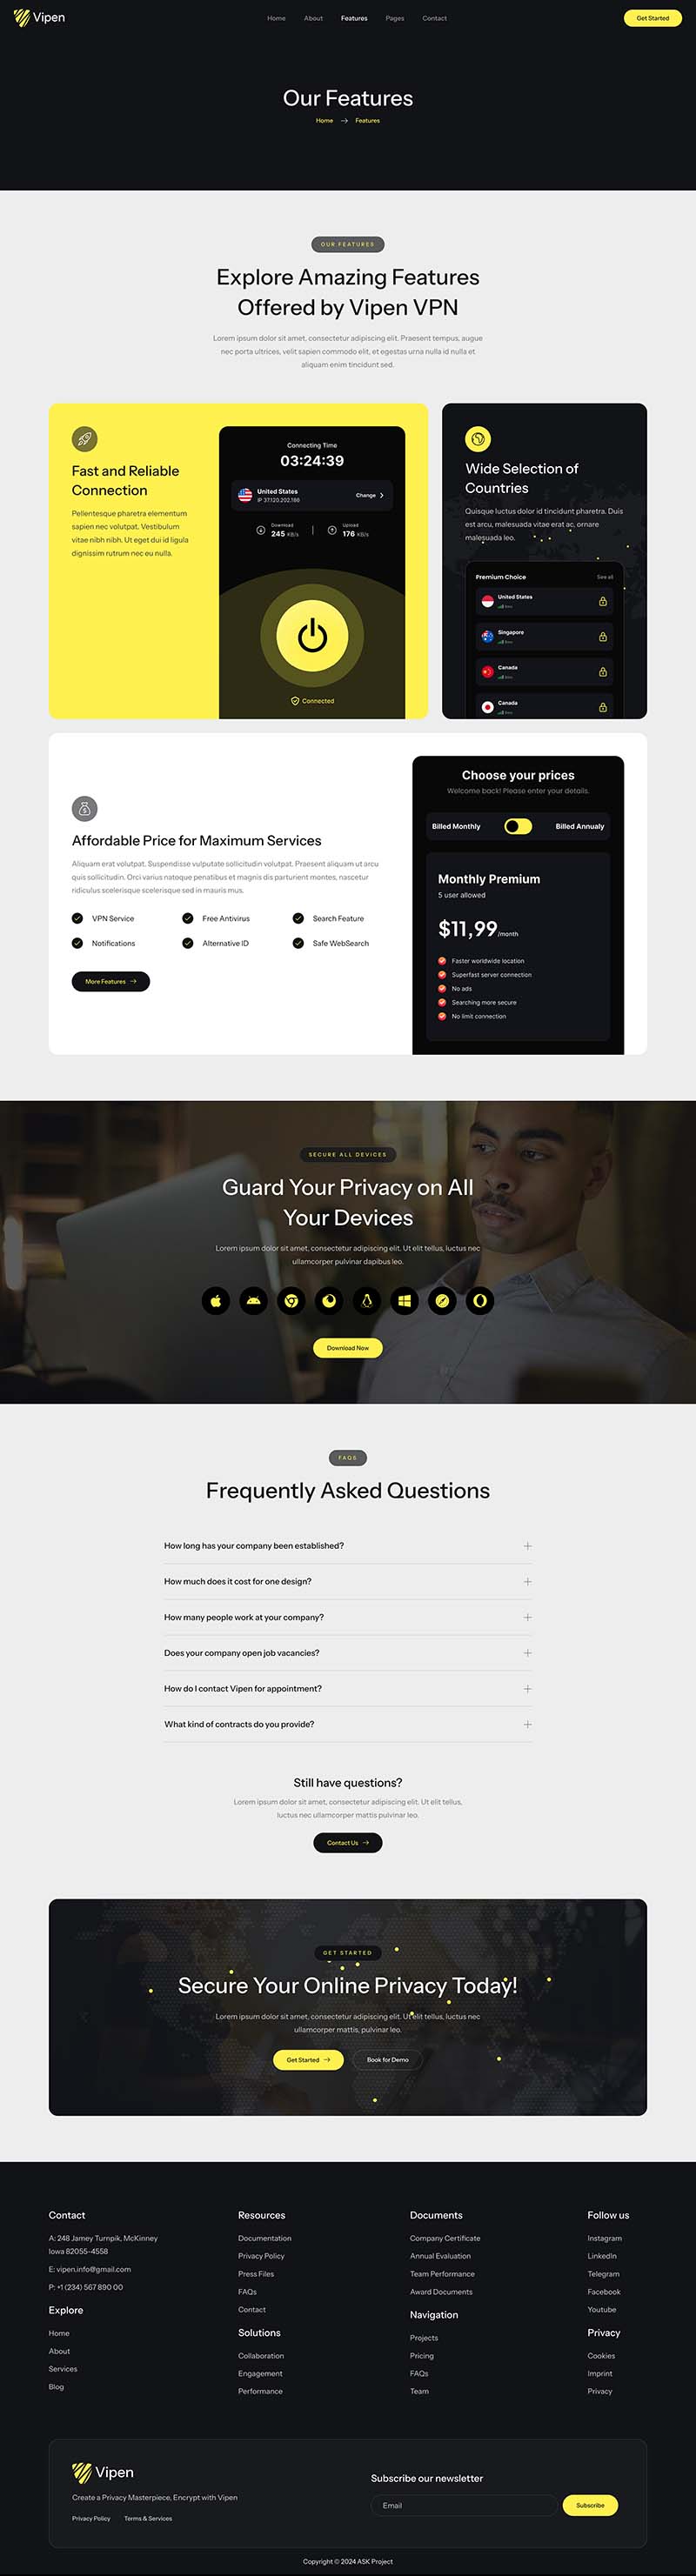 Vipen
Home About Features Pages Contact
Get Started
Our Features
Home → Features
OUR FEATURES
Explore Amazing Features
Offered by Vipen VPN
Lorem ipsum dolor sit amet, consectetur adipiscing elit. Praesent tempus, augue
nec porta ultrices, velit sapien commodo elit, et egestas urna nulla id nulla et
aliquam enim tincidunt sed.
Fast and Reliable
Connection
Pellentesque pharetra elementum
sapien nec volutpat. Vestibulum
vitae nibh nibh. Ut eget dui id ligula
dignissim rutrum nec eu nulla.
Connecting Time
03:24:39
United States
IP 37.120.202.186
Change
Download
245 KB/s
Upload
176 KB/s
Connected
Wide Selection of
Countries
Quisque luctus dolor id tincidunt pharetra. Duis
est arcu, malesuada vitae erat ac, ornare
malesuada leo.
Premium Choice See all
United States
Singapore
Canada
Canada
Affordable Price for Maximum Services
Aliquam erat volutpat. Suspendisse vulputate sollicitudin volutpat. Praesent aliquam ut arcu
quis sollicitudin. Orci varius natoque penatibus et magnis dis parturient montes, nascetur
ridiculus scelerisque scelerisque sed in mauris mus.
VPN Service Free Antivirus Search Feature
Notifications Alternative ID Safe WebSearch
More Features →
Choose your prices
Welcome back! Please enter your details.
Billed Monthly Billed Annualy
Monthly Premium
5 user allowed
$11,99/month
Faster worldwide location
Superfast server connection
No ads
Searching more secure
No limit connection
SECURE ALL DEVICES
Guard Your Privacy on All
Your Devices
Lorem ipsum dolor sit amet, consectetur adipiscing elit. Ut elit tellus, luctus nec
ullamcorper pulvinar dapibus leo.
Download Now
FAQS
Frequently Asked Questions
How long has your company been established?
How much does it cost for one design?
How many people work at your company?
Does your company open job vacancies?
How do I contact Vipen for appointment?
What kind of contracts do you provide?
Still have questions?
Lorem ipsum dolor sit amet, consectetur adipiscing elit. Ut elit tellus,
luctus nec ullamcorper mattis pulvinar leo.
Contact Us →
GET STARTED
Secure Your Online Privacy Today!
Lorem ipsum dolor sit amet, consectetur adipiscing elit. Ut elit tellus, luctus nec
ullamcorper mattis, pulvinar leo.
Get Started →
Book for Demo
Contact
A: 248 Jamey Turnpik, McKinney
Iowa 82055-4558
E: vipen.info@gmail.com
P: +1 (234) 567 890 00
Explore
Home
About
Services
Blog
Resources
Documentation
Privacy Policy
Press Files
FAQs
Contact
Solutions
Collaboration
Engagement
Performance
Documents
Company Certificate
Annual Evaluation
Team Performance
Award Documents
Navigation
Projects
Pricing
FAQs
Team
Follow us
Instagram
LinkedIn
Telegram
Facebook
Youtube
Privacy
Cookies
Imprint
Privacy
Vipen
Create a Privacy Masterpiece, Encrypt with Vipen
Privacy Policy Terms & Services
Subscribe our newsletter
Email
Subscribe
Copyright © 2024 ASK Project